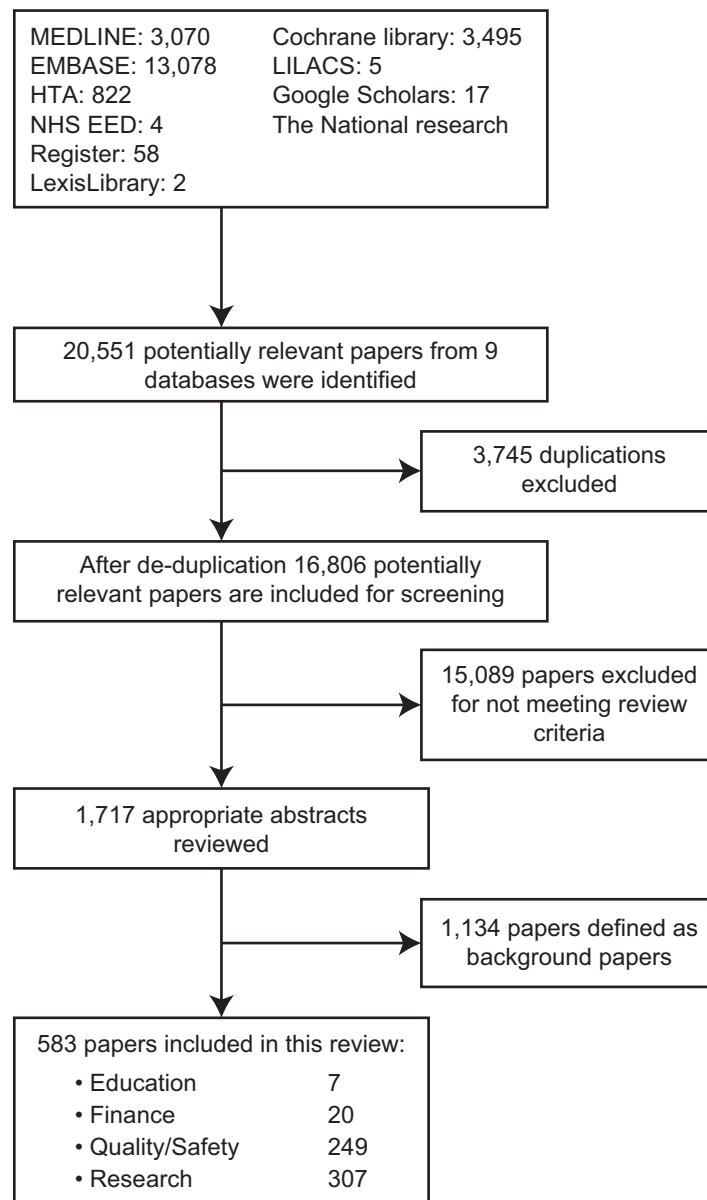 MEDLINE: 3,070
EMBASE: 13,078
HTA: 822
NHS EED: 4
Register: 58
LexisLibrary: 2
Cochrane library: 3,495
LILACS: 5
Google Scholars: 17
The National research
20,551 potentially relevant papers from 9
databases were identified
3,745 duplications
excluded
After de-duplication 16,806 potentially
relevant papers are included for screening
15,089 papers excluded
for not meeting review
criteria
1,717 appropriate abstracts
reviewed
1,134 papers defined as
background papers
583 papers included in this review:
• Education 7
• Finance 20
• Quality/Safety 249
• Research 307